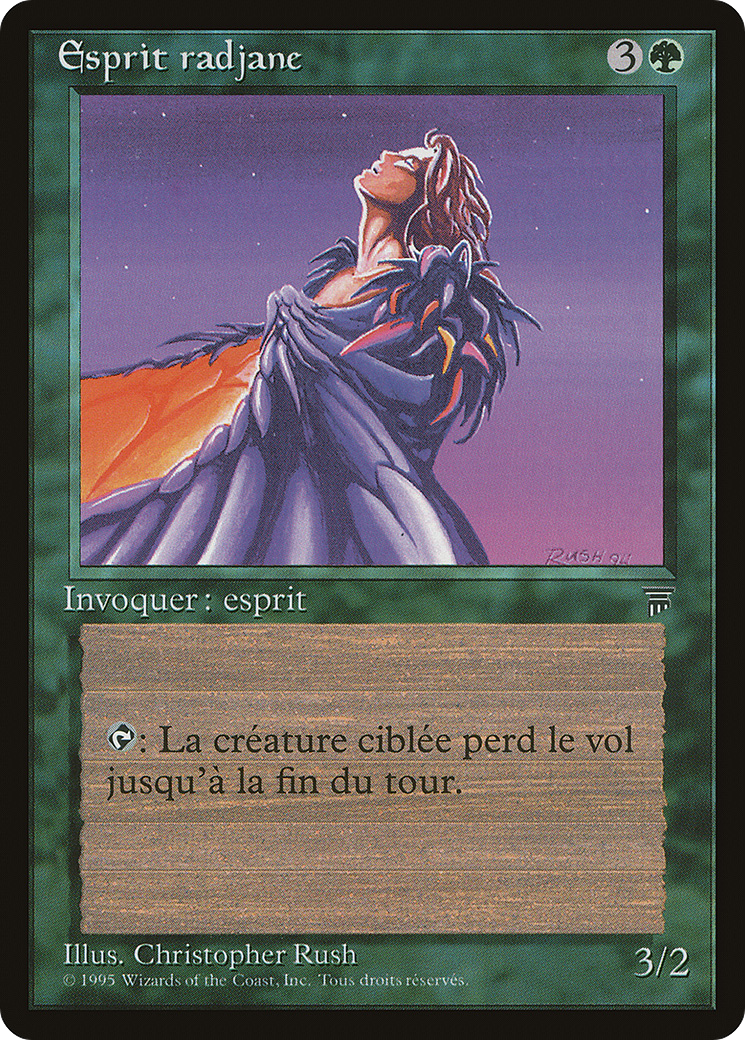 Esprit radjane
3
RUSH 94
Invoquer : esprit
: La créature ciblée perd le vol
jusqu'à la fin du tour.
Illus. Christopher Rush
3/2
© 1995 Wizards of the Coast, Inc. Tous droits réservés.